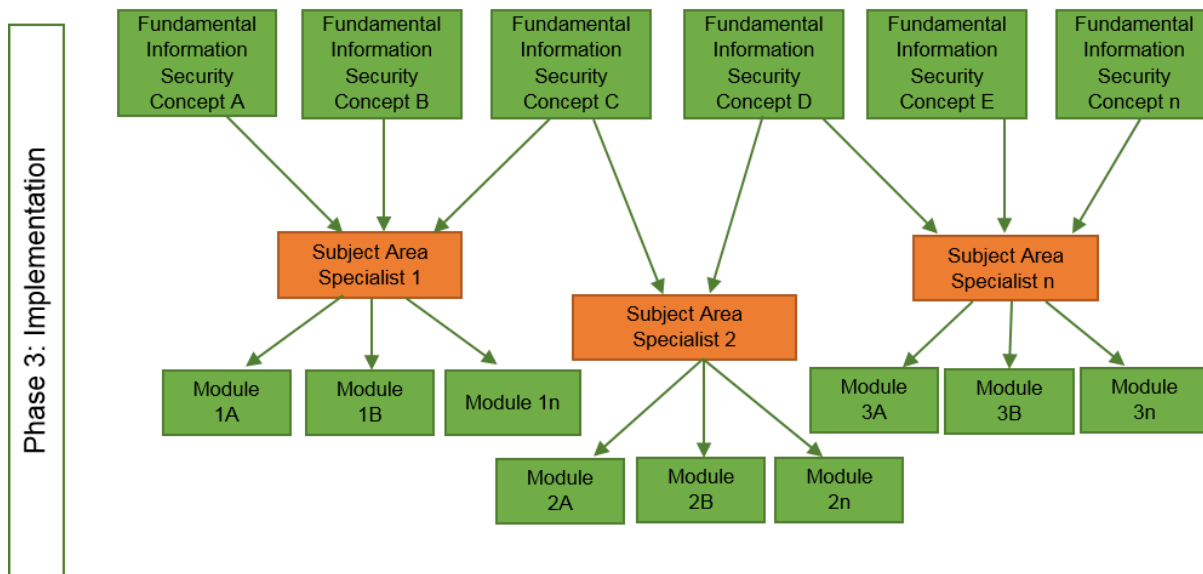 Phase 3: Implementation
Fundamental
Information
Security
Concept A
Fundamental
Information
Security
Concept B
Fundamental
Information
Security
Concept C
Fundamental
Information
Security
Concept D
Fundamental
Information
Security
Concept E
Fundamental
Information
Security
Concept n
Subject Area
Specialist 1
Subject Area
Specialist 2
Subject Area
Specialist n
Module
1A
Module
1B
Module 1n
Module
2A
Module
2B
Module
2n
Module
3A
Module
3B
Module
3n